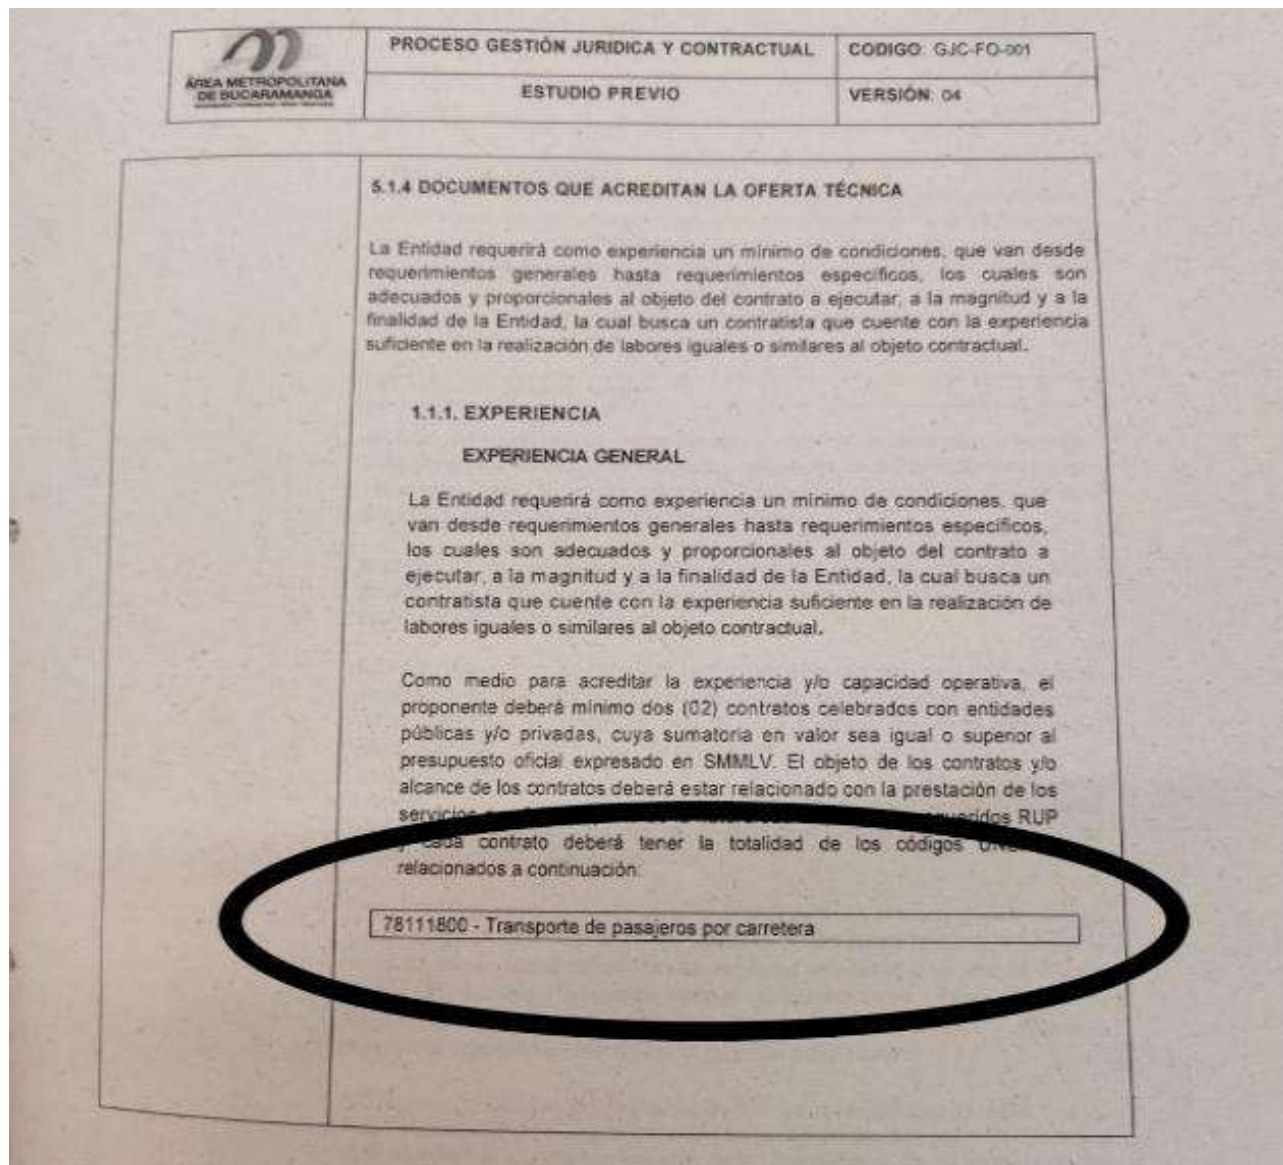 ÁREA METROPOLITANA
DE BUCARAMANGA
PROCESO GESTIÓN JURIDICA Y CONTRACTUAL
CODIGO: GJC-FO-001
ESTUDIO PREVIO
VERSIÓN: 04
5.1.4 DOCUMENTOS QUE ACREDITAN LA OFERTA TÉCNICA
La Entidad requerirá como experiencia un mínimo de condiciones, que van desde
requerimientos generales hasta requerimientos específicos, los cuales son
adecuados y proporcionales al objeto del contrato a ejecutar, a la magnitud y a la
finalidad de la Entidad, la cual busca un contratista que cuente con la experiencia
suficiente en la realización de labores iguales o similares al objeto contractual.
1.1.1. EXPERIENCIA
EXPERIENCIA GENERAL
La Entidad requerirá como experiencia un mínimo de condiciones, que
van desde requerimientos generales hasta requerimientos específicos,
los cuales son adecuados y proporcionales al objeto del contrato a
ejecutar, a la magnitud y a la finalidad de la Entidad, la cual busca un
contratista que cuente con la experiencia suficiente en la realización de
labores iguales o similares al objeto contractual.
Como medio para acreditar la experiencia y/o capacidad operativa, el
proponente deberá mínimo dos (02) contratos celebrados con entidades
públicas y/o privadas, cuya sumatoria en valor sea igual o superior al
presupuesto oficial expresado en SMMLV. El objeto de los contratos y/o
alcance de los contratos deberá estar relacionado con la prestación de los
servicios RUP
cada contrato deberá tener la totalidad de los códigos
relacionados a continuación:
78111800 - Transporte de pasajeros por carretera